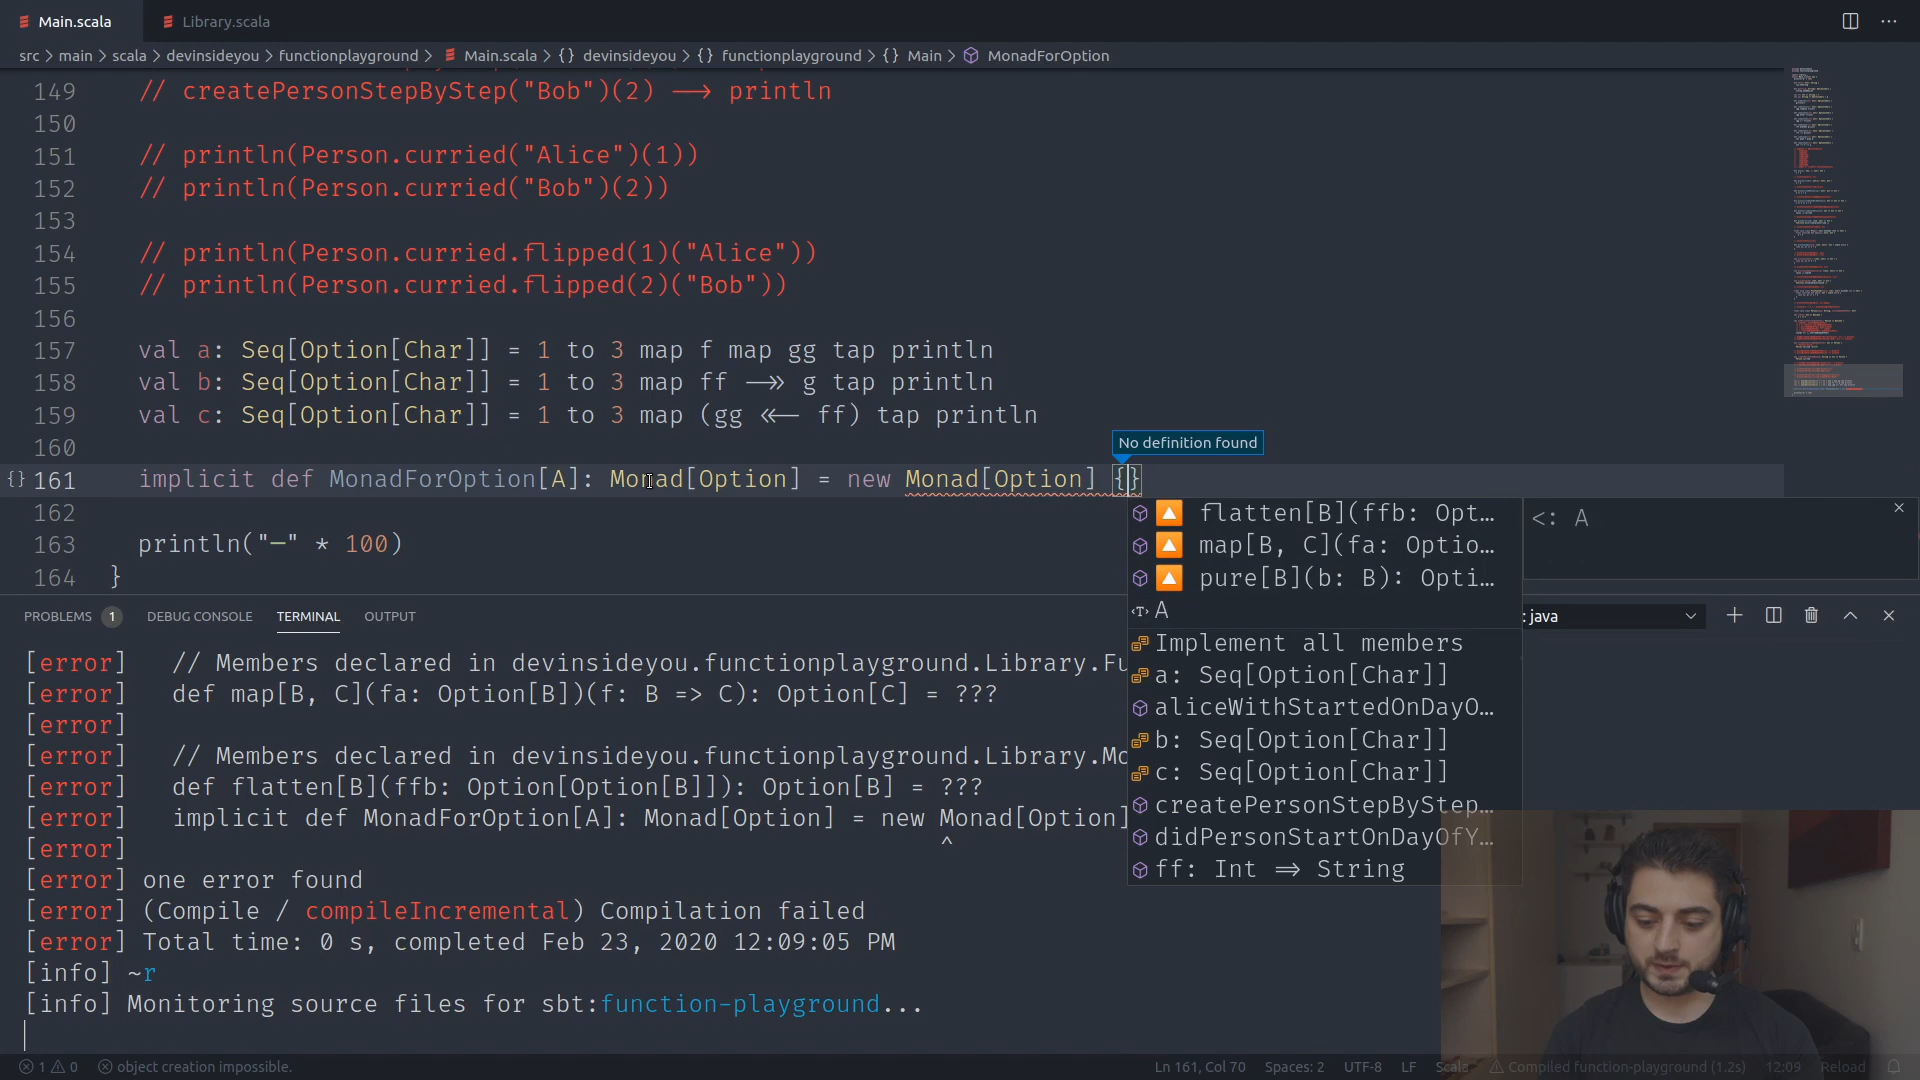 Main.scala
Library.scala
src > main > scala > devinsideyou > functionplayground > Main.scala > {} devinsideyou > {} functionplayground > {} Main > MonadForOption
149 // createPersonStepByStep("Bob")(2) --> println
150
151 // println(Person.curried("Alice")(1))
152 // println(Person.curried("Bob")(2))
153
154 // println(Person.curried.flipped(1)("Alice"))
155 // println(Person.curried.flipped(2)("Bob"))
156
157 val a: Seq[Option[Char]] = 1 to 3 map f map gg tap println
158 val b: Seq[Option[Char]] = 1 to 3 map ff -->> g tap println
159 val c: Seq[Option[Char]] = 1 to 3 map (gg <<-- ff) tap println
160
No definition found
{} 161 implicit def MonadForOption[A]: Monad[Option] = new Monad[Option] {}
162
163 println("─" * 100)
164 }
flatten[B](ffb: Opt...
map[B, C](fa: Optio...
pure[B](b: B): Opti...
A
Implement all members
a: Seq[Option[Char]]
aliceWithStartedOnDayO...
b: Seq[Option[Char]]
c: Seq[Option[Char]]
createPersonStepByStep...
didPersonStartOnDayOfY...
ff: Int => String
<: A
PROBLEMS 1 DEBUG CONSOLE TERMINAL OUTPUT
: java
[error] // Members declared in devinsideyou.functionplayground.Library.Fu
[error] def map[B, C](fa: Option[B])(f: B => C): Option[C] = ???
[error]
[error] // Members declared in devinsideyou.functionplayground.Library.Mo
[error] def flatten[B](ffb: Option[Option[B]]): Option[B] = ???
[error] implicit def MonadForOption[A]: Monad[Option] = new Monad[Option]
[error] ^
[error] one error found
[error] (Compile / compileIncremental) Compilation failed
[error] Total time: 0 s, completed Feb 23, 2020 12:09:05 PM
[info] ~r
[info] Monitoring source files for sbt:function-playground...
1 0 object creation impossible.
Ln 161, Col 70 Spaces: 2 UTF-8 LF Scala Compiled function-playground (1.2s) 12:09 Reload